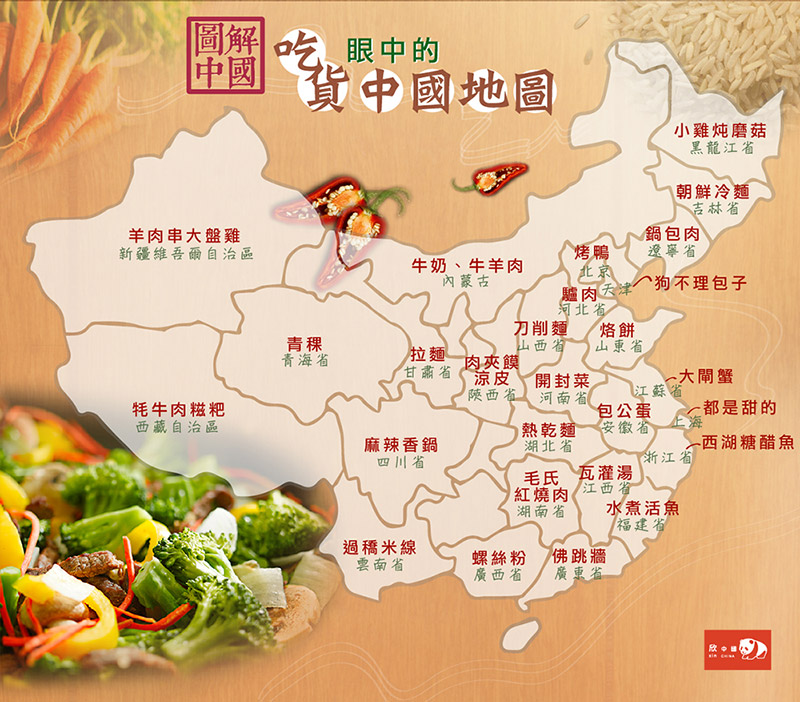 圖解
中國
眼中的
吃貨中國地圖
小雞炖磨菇
黑龍江省
朝鮮冷麵
吉林省
鍋包肉
遼寧省
羊肉串大盤雞
新疆維吾爾自治區
牛奶、牛羊肉
內蒙古
烤鴨
北京
狗不理包子
天津
驢肉
河北省
刀削麵
山西省
烙餅
山東省
青稞
青海省
拉麵
甘肅省
肉夾饃
涼皮
陝西省
開封菜
河南省
大閘蟹
江蘇省
包公蛋
安徽省
都是甜的
上海
西湖糖醋魚
浙江省
牦牛肉糍粑
西藏自治區
麻辣香鍋
四川省
熱乾麵
湖北省
毛氏
紅燒肉
湖南省
瓦灌湯
江西省
水煮活魚
福建省
過橋米線
雲南省
螺絲粉
廣西省
佛跳牆
廣東省
欣中國
XIN CHINA